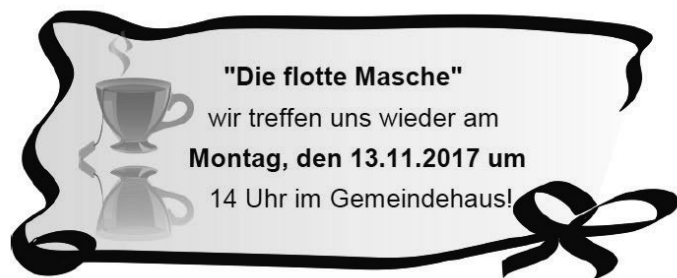 "Die flotte Masche"
wir treffen uns wieder am
Montag, den 13.11.2017 um
14 Uhr im Gemeindehaus!